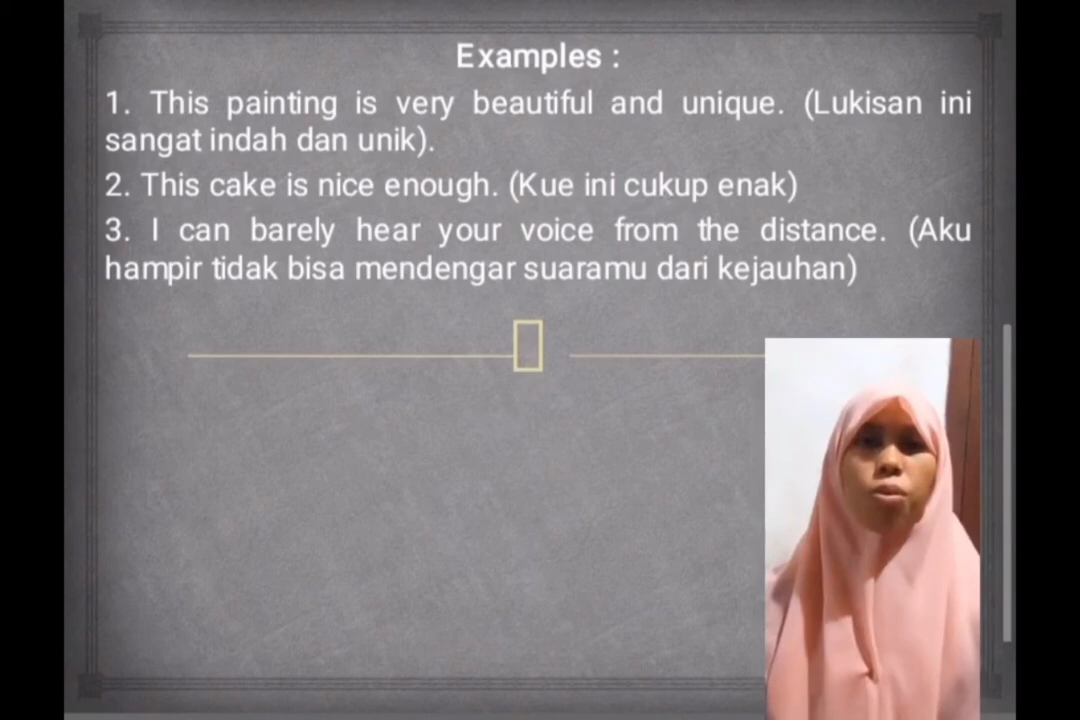 Examples :
1. This painting is very beautiful and unique. (Lukisan ini
sangat indah dan unik).
2. This cake is nice enough. (Kue ini cukup enak)
3. I can barely hear your voice from the distance. (Aku
hampir tidak bisa mendengar suaramu dari kejauhan)